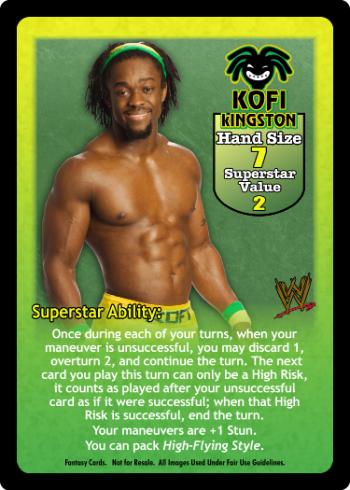 KOFI
KINGSTON
Hand Size
7
Superstar
Value
2
W
Superstar Ability:
KOFI
Once during each of your turns, when your
maneuver is unsuccessful, you may discard 1,
overturn 2, and continue the turn. The next
card you play this turn can only be a High Risk,
it counts as played after your unsuccessful
card as if it were successful; when that High
Risk is successful, end the turn.
Your maneuvers are +1 Stun.
You can pack High-Flying Style.
Fantasy Cards. Not for Resale. All Images Used Under Fair Use Guidelines.